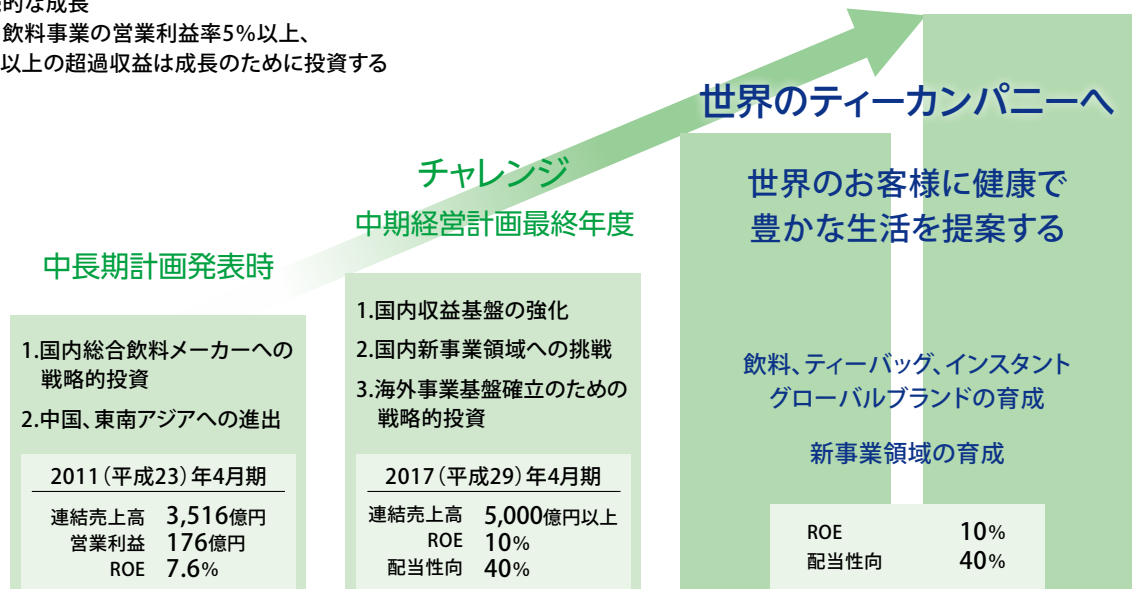 的な成長
飲料事業の営業利益率5%以上、
以上の超過収益は成長のために投資する
世界のティーカンパニーへ
世界のお客様に健康で
豊かな生活を提案する
飲料、ティーバッグ、インスタント
グローバルブランドの育成
新事業領域の育成
ROE 10%
配当性向 40%
チャレンジ
中期経営計画最終年度
1.国内収益基盤の強化
2.国内新事業領域への挑戦
3.海外事業基盤確立のための
戦略的投資
2017(平成29)年4月期
連結売上高 5,000億円以上
ROE 10%
配当性向 40%
中長期計画発表時
1.国内総合飲料メーカーへの
戦略的投資
2.中国、東南アジアへの進出
2011(平成23)年4月期
連結売上高 3,516億円
営業利益 176億円
ROE 7.6%